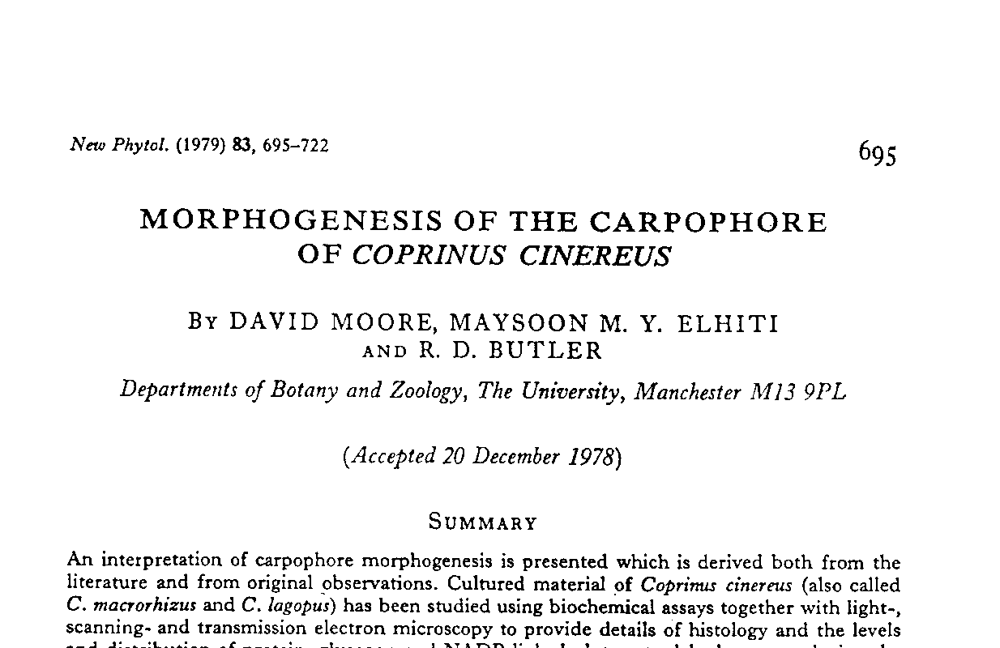 New Phytol. (1979) 83, 695–722
695
MORPHOGENESIS OF THE CARPOPHORE
OF COPRINUS CINEREUS
By DAVID MOORE, MAYSOON M. Y. ELHITI
AND R. D. BUTLER
Departments of Botany and Zoology, The University, Manchester M13 9PL
(Accepted 20 December 1978)
SUMMARY
An interpretation of carpophore morphogenesis is presented which is derived both from the
literature and from original observations. Cultured material of Coprinus cinereus (also called
C. macrorhizus and C. lagopus) has been studied using biochemical assays together with light-,
scanning- and transmission electron microscopy to provide details of histology and the levels
and distribution of